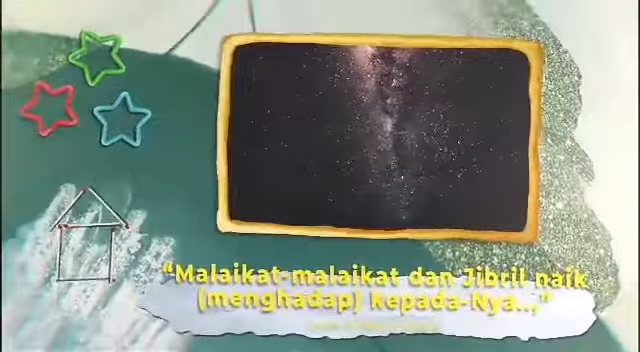 “Malaikat-malaikat dan Jibril naik
(menghadap) kepada-Nya..,”